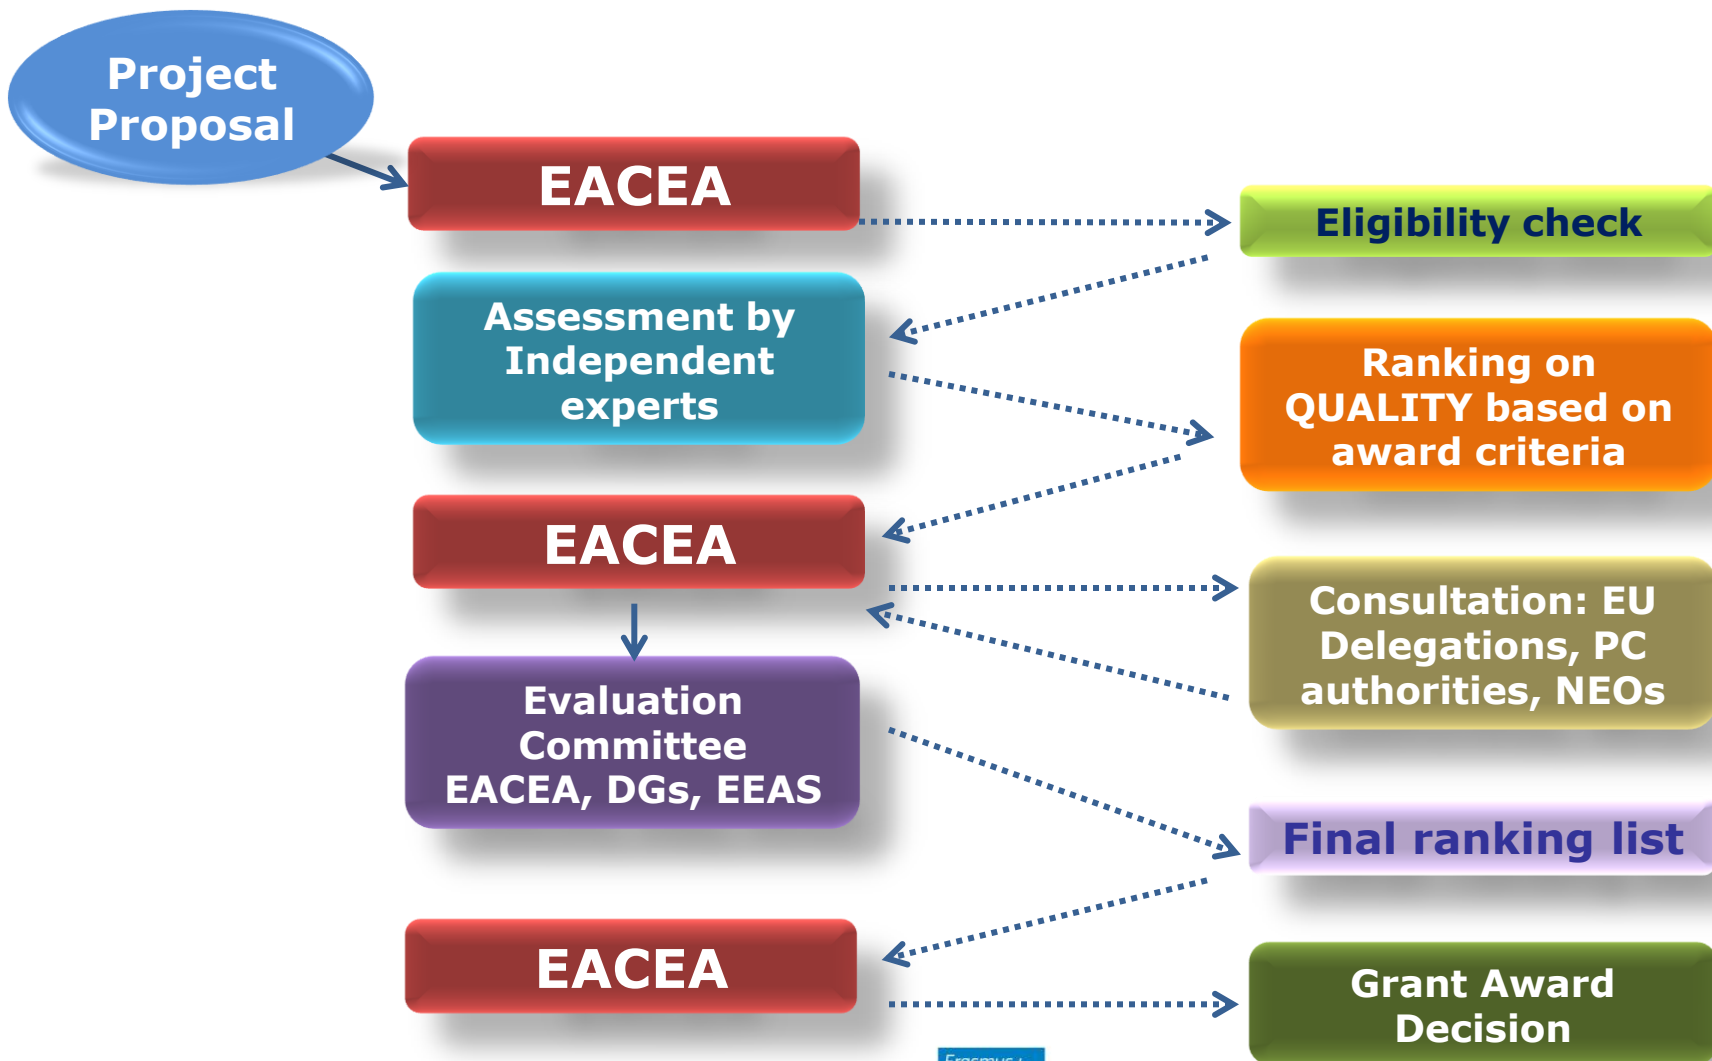 Project
Proposal
EACEA
Eligibility check
Assessment by
Independent
experts
Ranking on
QUALITY based on
award criteria
EACEA
Consultation: EU
Delegations, PC
authorities, NEOs
Evaluation
Committee
EACEA, DGs, EEAS
Final ranking list
EACEA
Grant Award
Decision